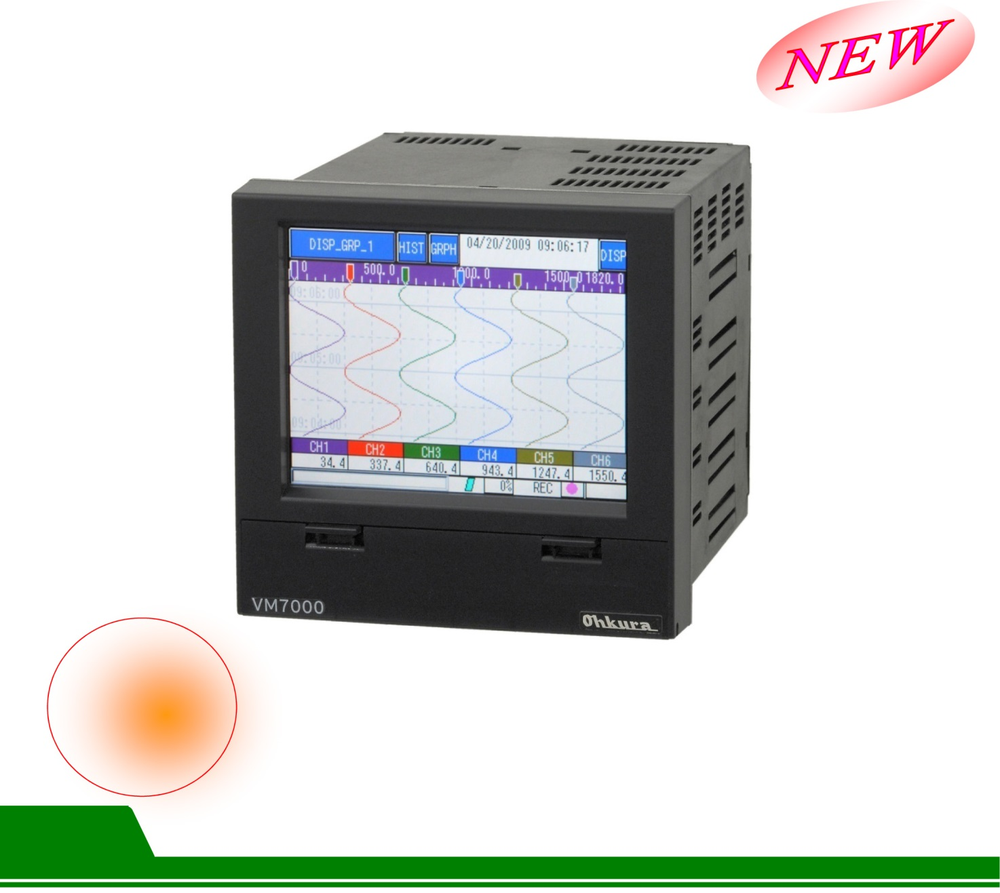 NEW
DISP_GRP_1 HIST GRPH 04/20/2009 09:06:17 DISP
0 500.0 1000.0 1500.0 1820.0
09:06:00
09:05:00
09:04:00
CH1 CH2 CH3 CH4 CH5 CH6
34.4 337.4 640.4 943.4 1247.4 1550.4
0% REC
VM7000 Ohkura